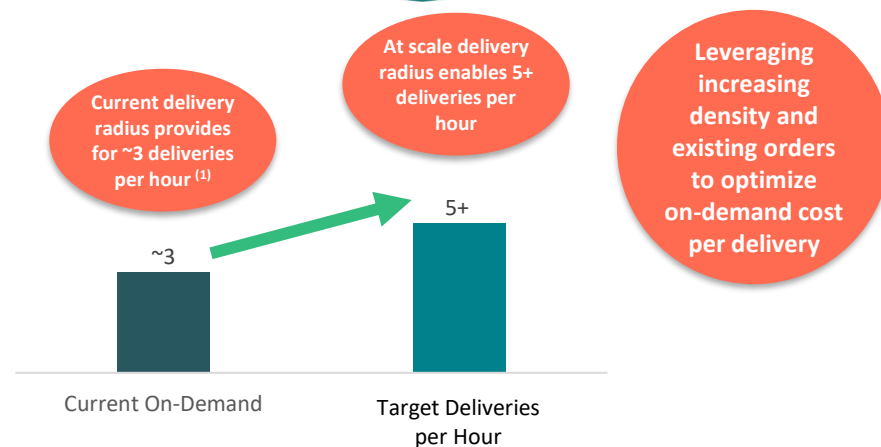 Current delivery
radius provides
for ~3 deliveries
per hour (1)
At scale delivery
radius enables 5+
deliveries per
hour
Leveraging
increasing
density and
existing orders
to optimize
on-demand cost
per delivery
~3
5+
Current On-Demand
Target Deliveries
per Hour